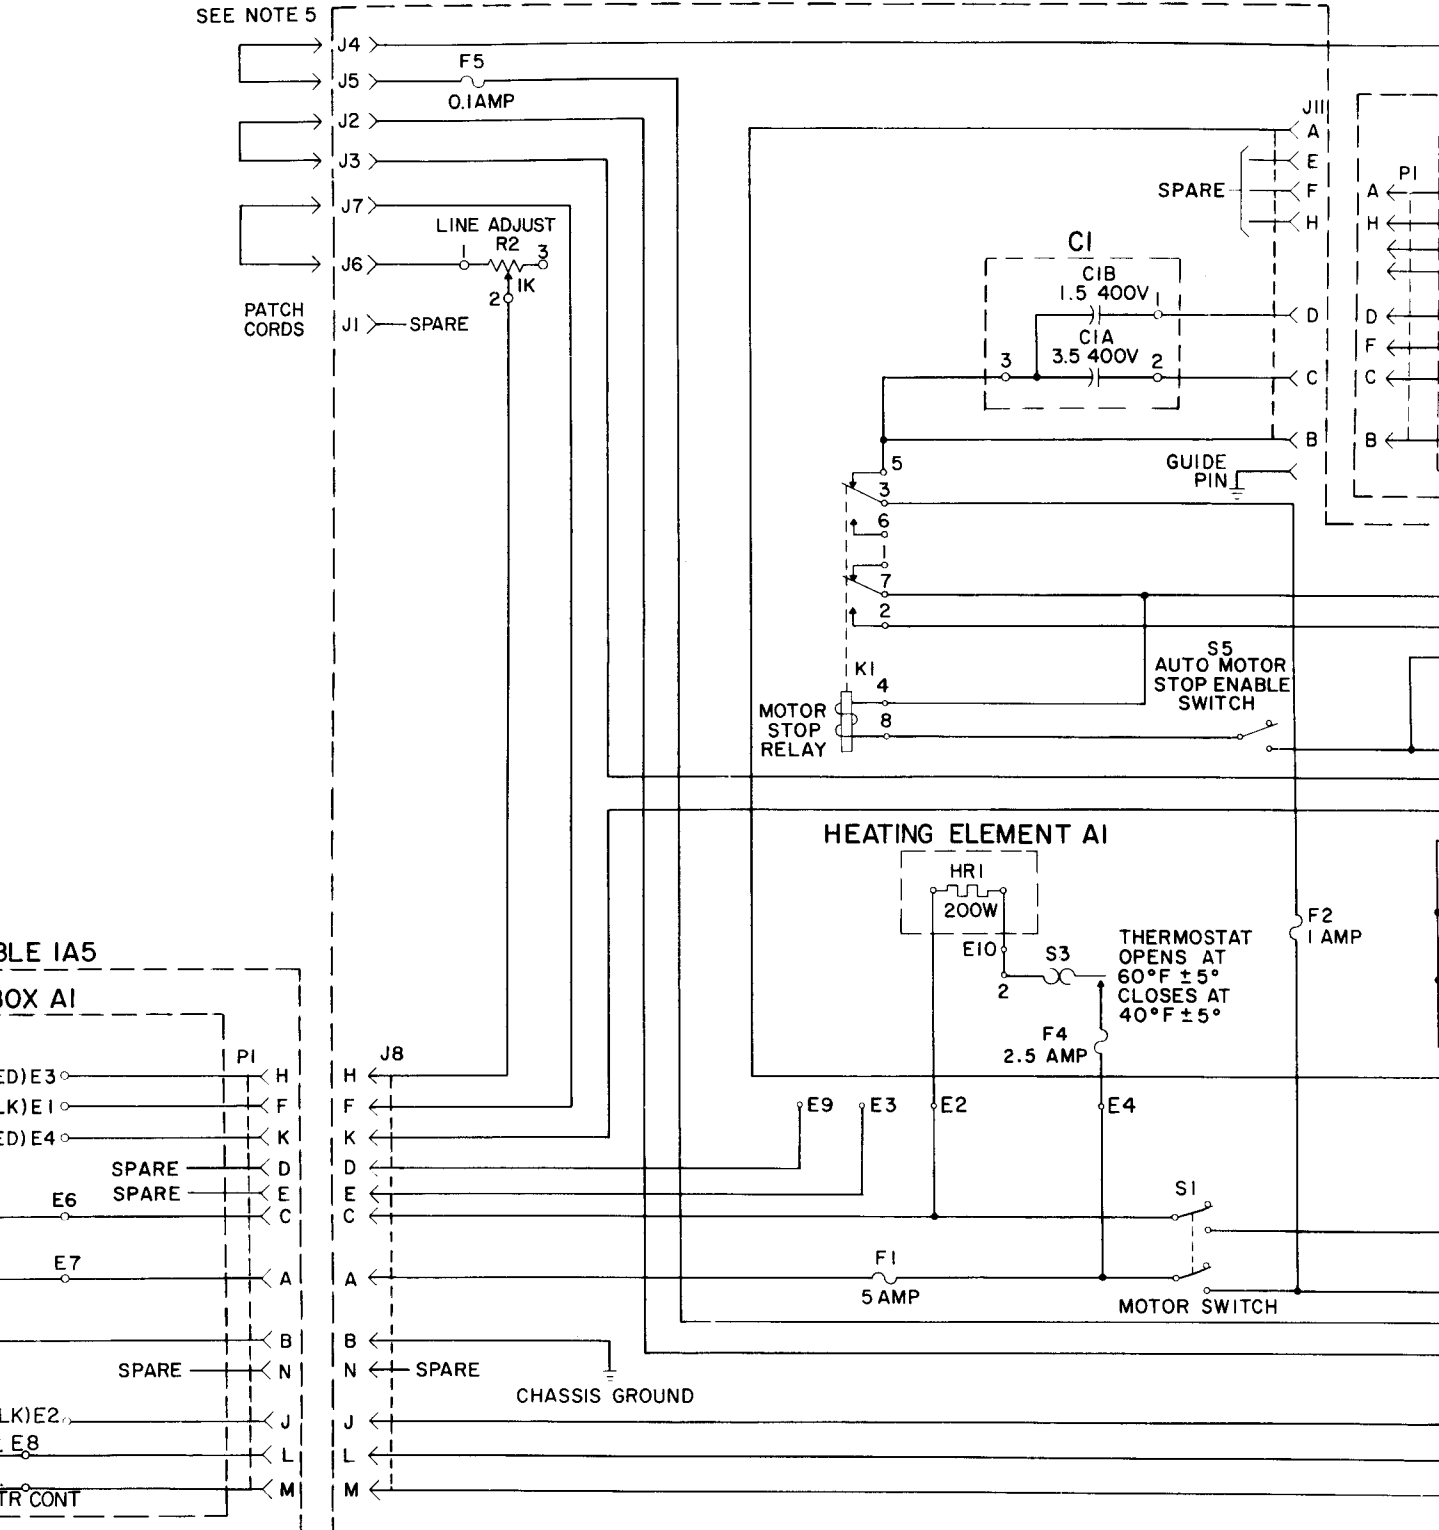 SEE NOTE 5
J4
J5
F5
0.1AMP
J2
J3
J7
J6
LINE ADJUST
R2
1
3
1K
2
PATCH
CORDS
J1
SPARE
J11
A
E
SPARE
F
H
P1
A
H
C1
C1B
1.5 400V
1
D
D
F
C1A
3.5 400V
3
2
C
C
B
B
GUIDE
PIN
5
3
6
1
7
2
K1
4
8
MOTOR
STOP
RELAY
S5
AUTO MOTOR
STOP ENABLE
SWITCH
HEATING ELEMENT A1
HR1
200W
E10
2
S3
THERMOSTAT
OPENS AT
60°F ±5°
CLOSES AT
40°F ±5°
F2
1 AMP
F4
2.5 AMP
BLE 1A5
BOX A1
P1
J8
ED)E3
H
H
LK)E1
F
F
E9
E3
E2
E4
ED)E4
K
K
SPARE
D
D
SPARE
E
E
E6
C
C
S1
E7
A
A
F1
5 AMP
MOTOR SWITCH
B
B
SPARE
N
N
SPARE
CHASSIS GROUND
LK)E2
J
J
E8
L
L
TR CONT
M
M